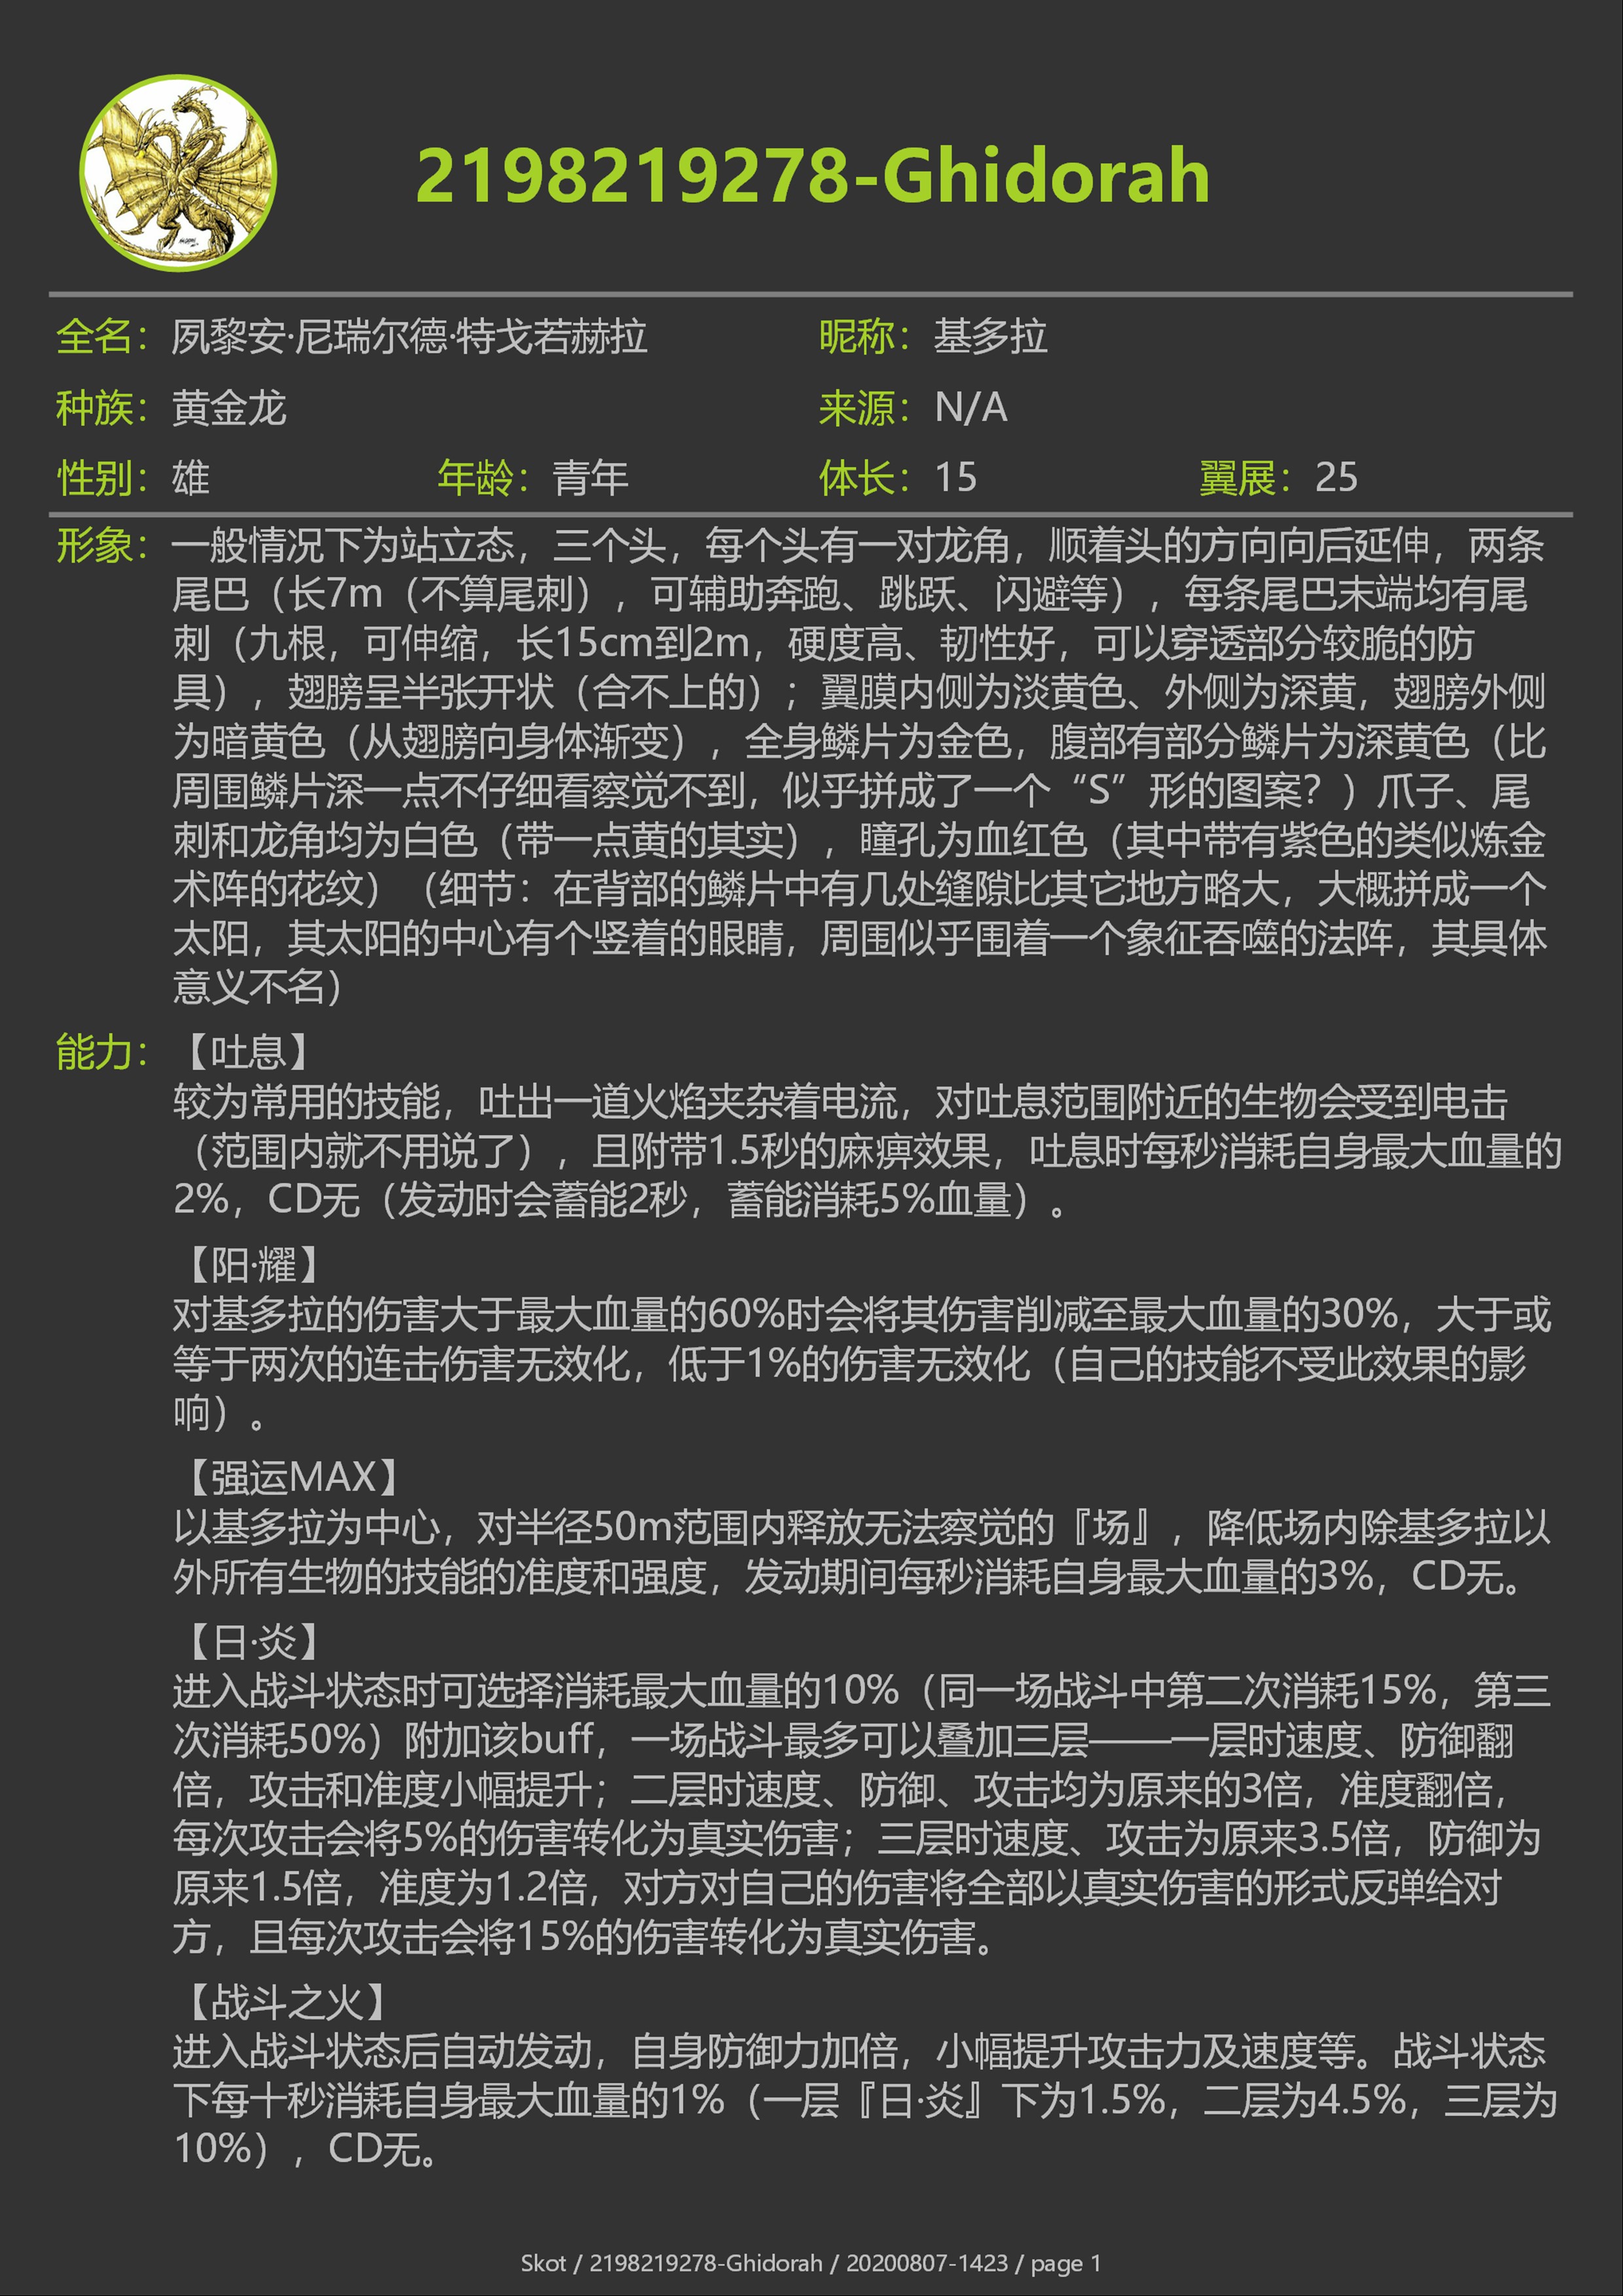 2198219278-Ghidorah
全名：夙黎安·尼瑞尔德·特戈若赫拉 昵称：基多拉
种族：黄金龙 来源：N/A
性别：雄 年龄：青年 体长：15 翼展：25
形象：一般情况下为站立态，三个头，每个头有一对龙角，顺着头的方向向后延伸，两条
尾巴（长7m（不算尾刺），可辅助奔跑、跳跃、闪避等），每条尾巴末端均有尾
刺（九根，可伸缩，长15cm到2m，硬度高、韧性好，可以穿透部分较脆的防
具），翅膀呈半张开状（合不上的）；翼膜内侧为淡黄色、外侧为深黄，翅膀外侧
为暗黄色（从翅膀向身体渐变），全身鳞片为金色，腹部有部分鳞片为深黄色（比
周围鳞片深一点不仔细看察觉不到，似乎拼成了一个“S”形的图案？）爪子、尾
刺和龙角均为白色（带一点黄的其实），瞳孔为血红色（其中带有紫色的类似炼金
术阵的花纹）（细节：在背部的鳞片中有几处缝隙比其它地方略大，大概拼成一个
太阳，其太阳的中心有个竖着的眼睛，周围似乎围着一个象征吞噬的法阵，其具体
意义不名）
能力：【吐息】
较为常用的技能，吐出一道火焰夹杂着电流，对吐息范围附近的生物会受到电击
（范围内就不用说了），且附带1.5秒的麻痹效果，吐息时每秒消耗自身最大血量的
2%，CD无（发动时会蓄能2秒，蓄能消耗5%血量）。
【阳·耀】
对基多拉的伤害大于最大血量的60%时会将其伤害削减至最大血量的30%，大于或
等于两次的连击伤害无效化，低于1%的伤害无效化（自己的技能不受此效果的影
响）。
【强运MAX】
以基多拉为中心，对半径50m范围内释放无法察觉的『场』，降低场内除基多拉以
外所有生物的技能的准度和强度，发动期间每秒消耗自身最大血量的3%，CD无。
【日·炎】
进入战斗状态时可选择消耗最大血量的10%（同一场战斗中第二次消耗15%，第三
次消耗50%）附加该buff，一场战斗最多可以叠加三层——一层时速度、防御翻
倍，攻击和准度小幅提升；二层时速度、防御、攻击均为原来的3倍，准度翻倍，
每次攻击会将5%的伤害转化为真实伤害；三层时速度、攻击为原来3.5倍，防御为
原来1.5倍，准度为1.2倍，对方对自己的伤害将全部以真实伤害的形式反弹给对
方，且每次攻击会将15%的伤害转化为真实伤害。
【战斗之火】
进入战斗状态后自动发动，自身防御力加倍，小幅提升攻击力及速度等。战斗状态
下每十秒消耗自身最大血量的1%（一层『日·炎』下为1.5%，二层为4.5%，三层为
10%），CD无。
Skot / 2198219278-Ghidorah / 20200807-1423 / page 1